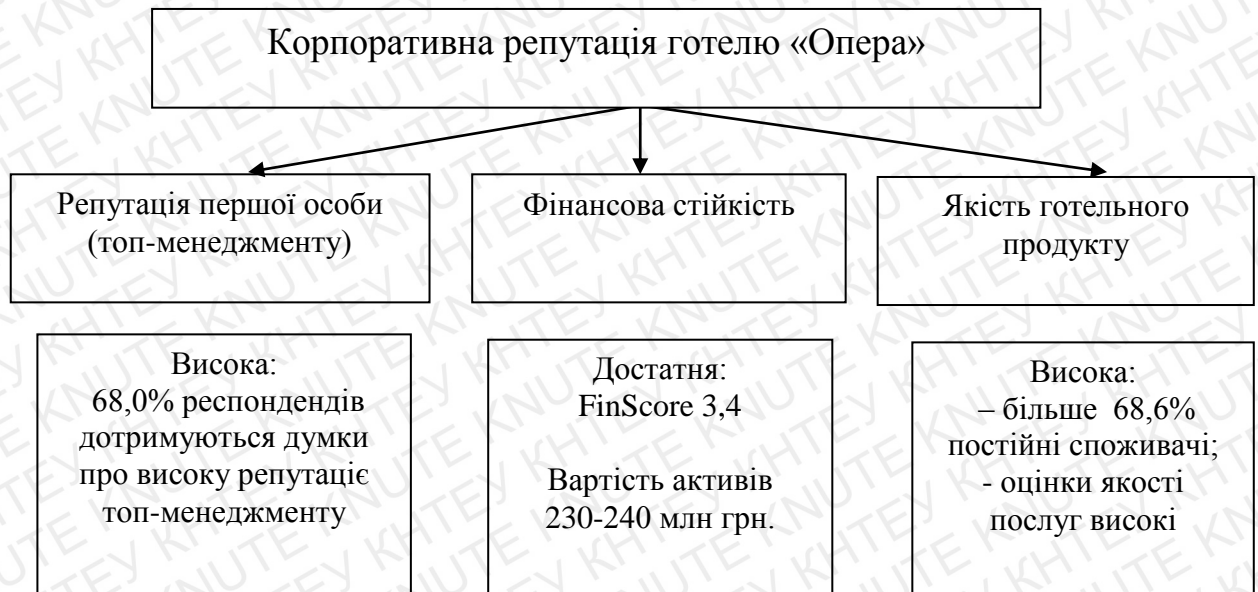 Корпоративна репутація готелю «Опера»
Репутація першої особи
(топ-менеджменту)
Фінансова стійкість
Якість готельного
продукту
Висока:
68,0% респондендів
дотримуються думки
про високу репутаціє
топ-менеджменту
Достатня:
FinScore 3,4
Вартість активів
230-240 млн грн.
Висока:
– більше 68,6%
постійні споживачі;
- оцінки якості
послуг високі